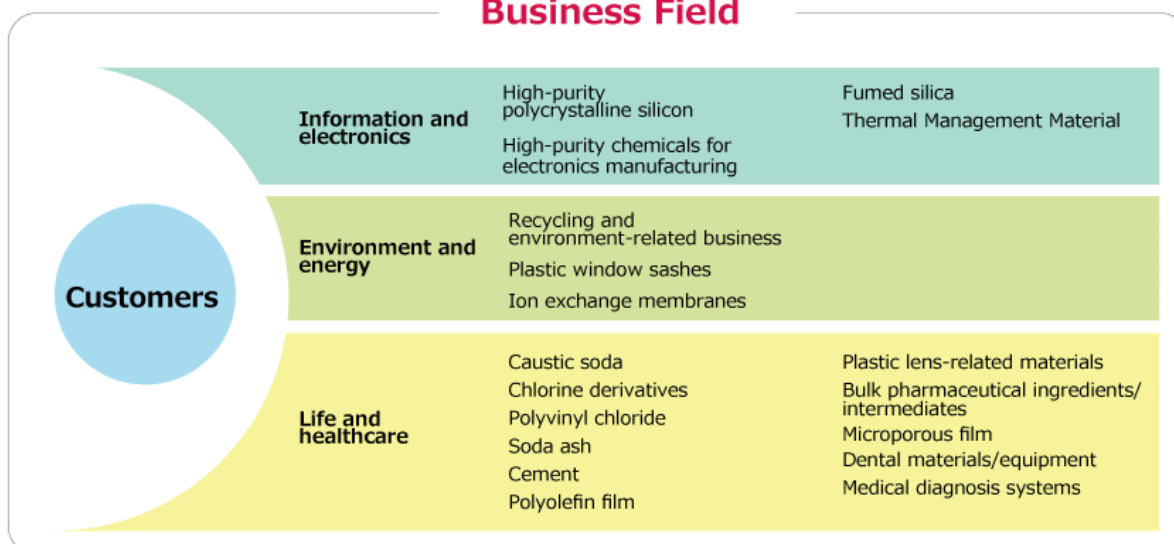 Business Field
Customers
Information and
electronics
High-purity
polycrystalline silicon
High-purity chemicals for
electronics manufacturing
Fumed silica
Thermal Management Material
Environment and
energy
Recycling and
environment-related business
Plastic window sashes
Ion exchange membranes
Life and
healthcare
Caustic soda
Chlorine derivatives
Polyvinyl chloride
Soda ash
Cement
Polyolefin film
Plastic lens-related materials
Bulk pharmaceutical ingredients/
intermediates
Microporous film
Dental materials/equipment
Medical diagnosis systems